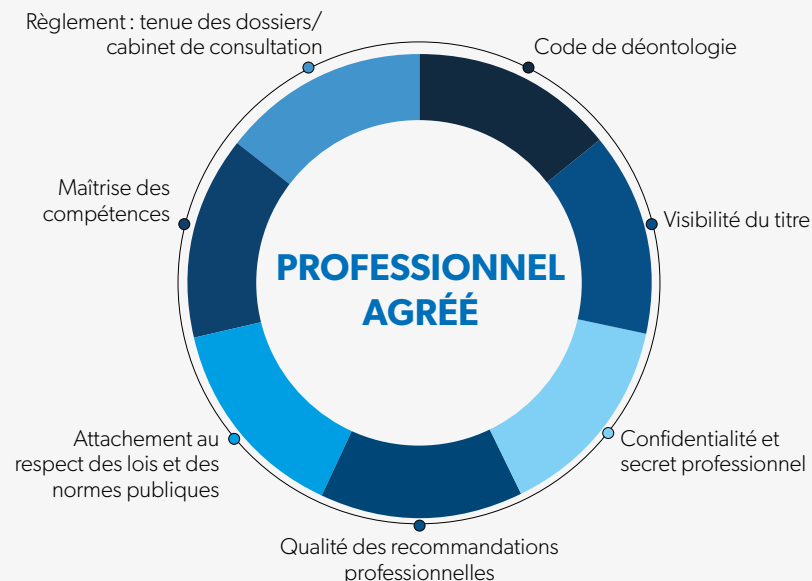 Règlement : tenue des dossiers/
cabinet de consultation
Code de déontologie
Maîtrise des
compétences
Visibilité du titre
PROFESSIONNEL
AGRÉÉ
Attachement au
respect des lois et des
normes publiques
Confidentialité et
secret professionnel
Qualité des recommandations
professionnelles